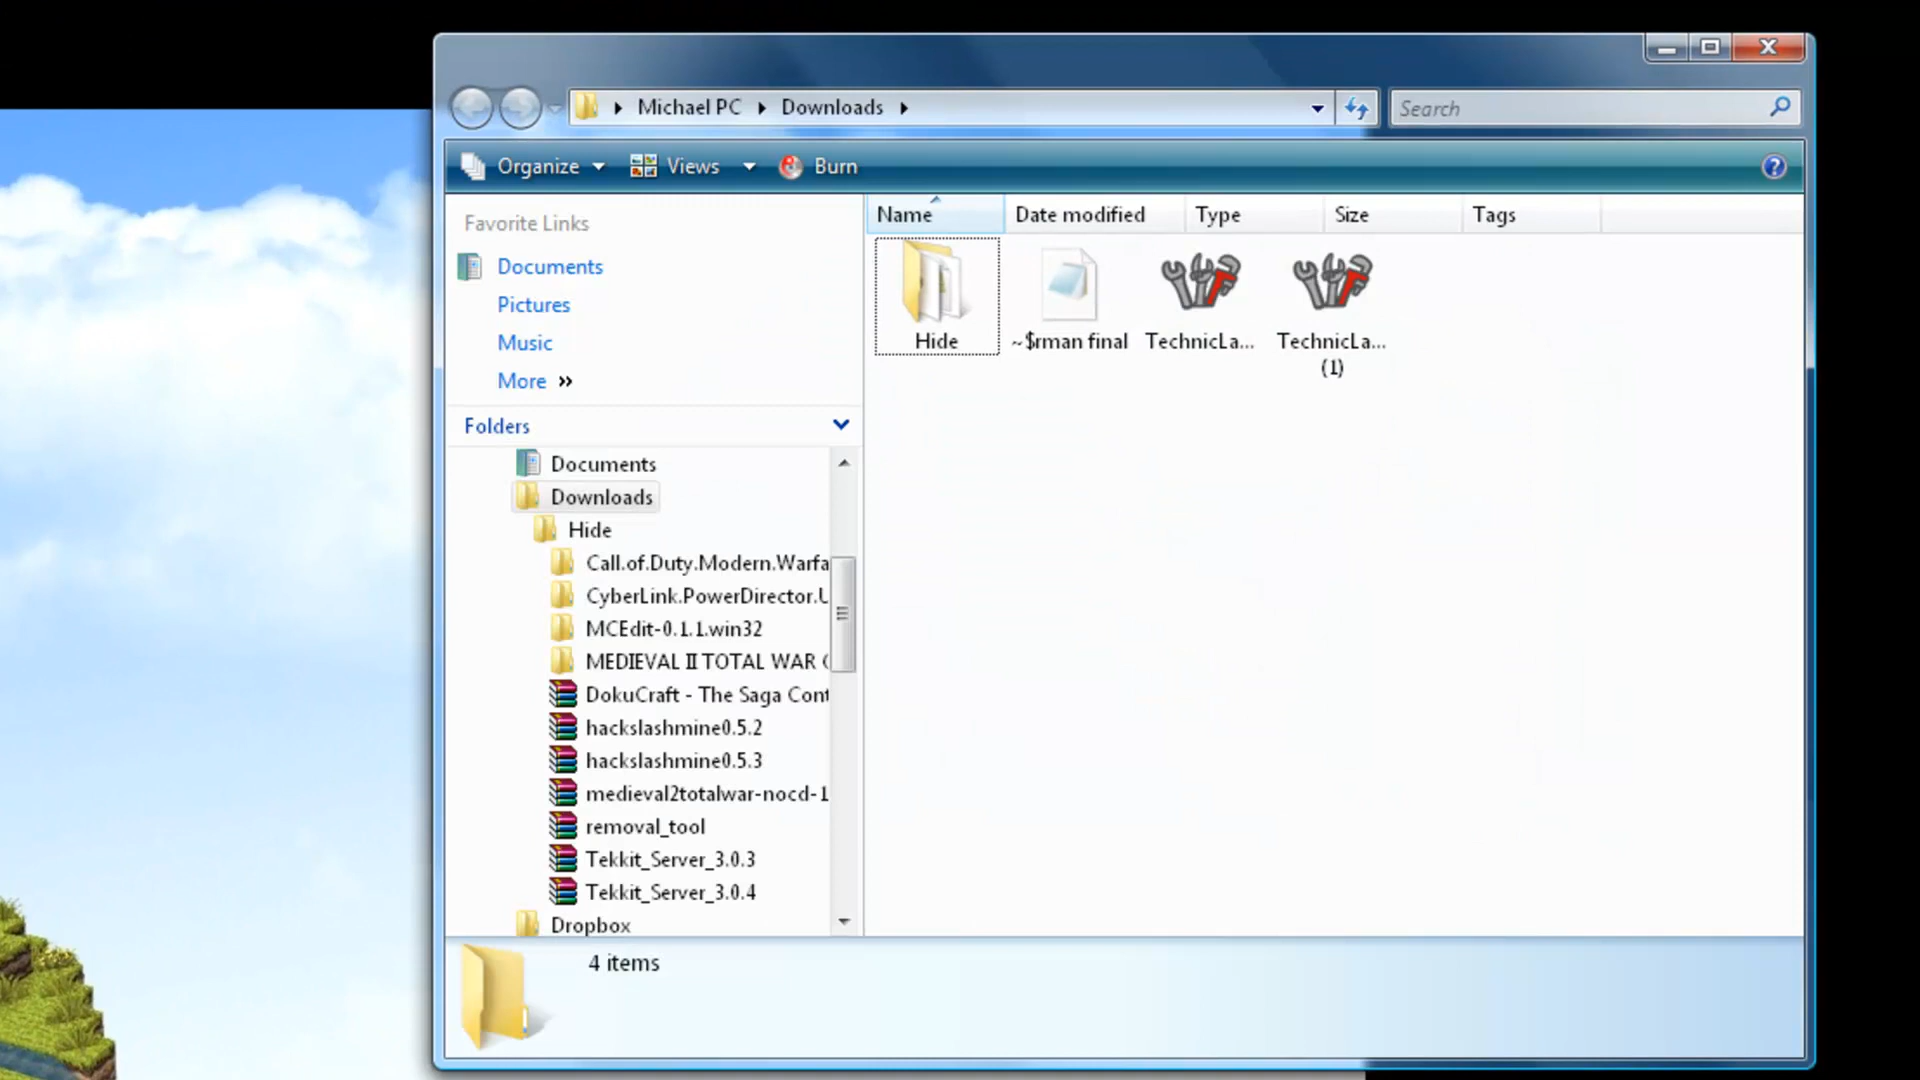 Michael PC
Downloads
Search
Organize
Views
Burn
Favorite Links
Documents
Pictures
Music
More »
Folders
Documents
Downloads
Hide
Call.of.Duty.Modern.Warfa
CyberLink.PowerDirector.U
MCEdit-0.1.1.win32
MEDIEVAL II TOTAL WAR
DokuCraft - The Saga Cont
hackslashmine0.5.2
hackslashmine0.5.3
medieval2totalwar-nocd-1
removal_tool
Tekkit_Server_3.0.3
Tekkit_Server_3.0.4
Dropbox
Name
Date modified
Type
Size
Tags
Hide
~$rman final
TechnicLa...
TechnicLa...
(1)
4 items